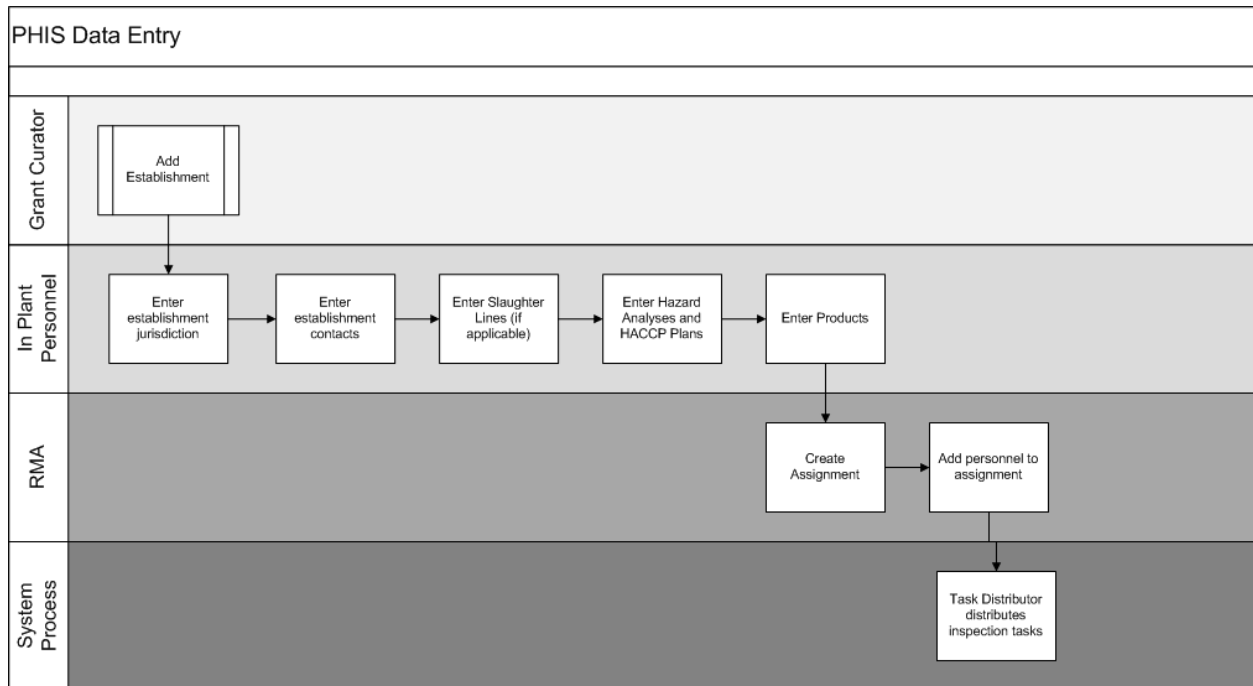 PHIS Data Entry
Grant Curator
Add
Establishment
In Plant
Personnel
Enter
establishment
jurisdiction
Enter
establishment
contacts
Enter Slaughter
Lines (if
applicable)
Enter Hazard
Analyses and
HACCP Plans
Enter Products
RMA
Create
Assignment
Add personnel to
assignment
System
Process
Task Distributor
distributes
inspection tasks